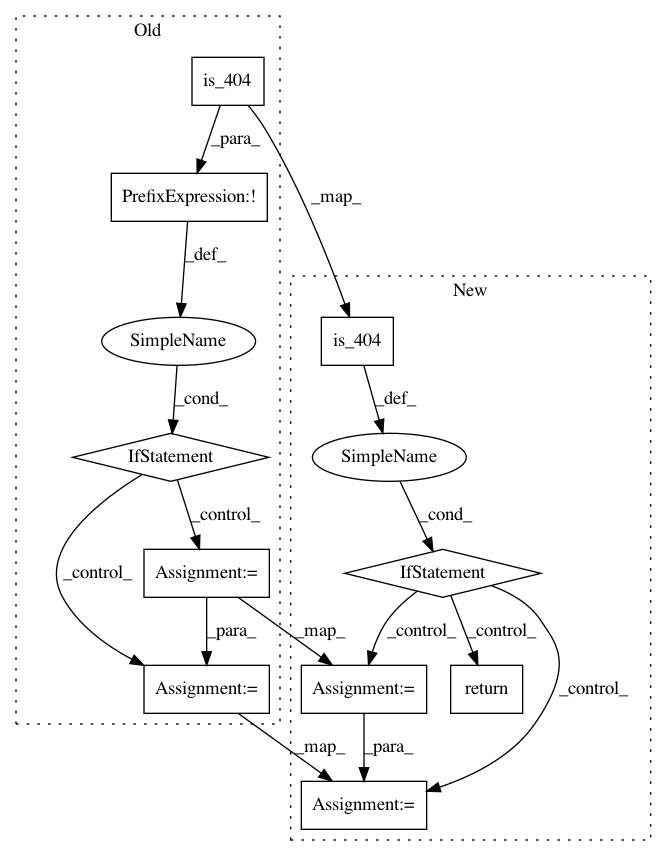 Old
is_404
_para_
PrefixExpression:!
_map_
_def_
New
SimpleName
is_404
_cond_
_def_
IfStatement
SimpleName
_control_
_cond_
_control_
Assignment:=
IfStatement
_para_
_map_
_control_
_control_
Assignment:=
Assignment:=
return
_control_
_map_
_para_
Assignment:=